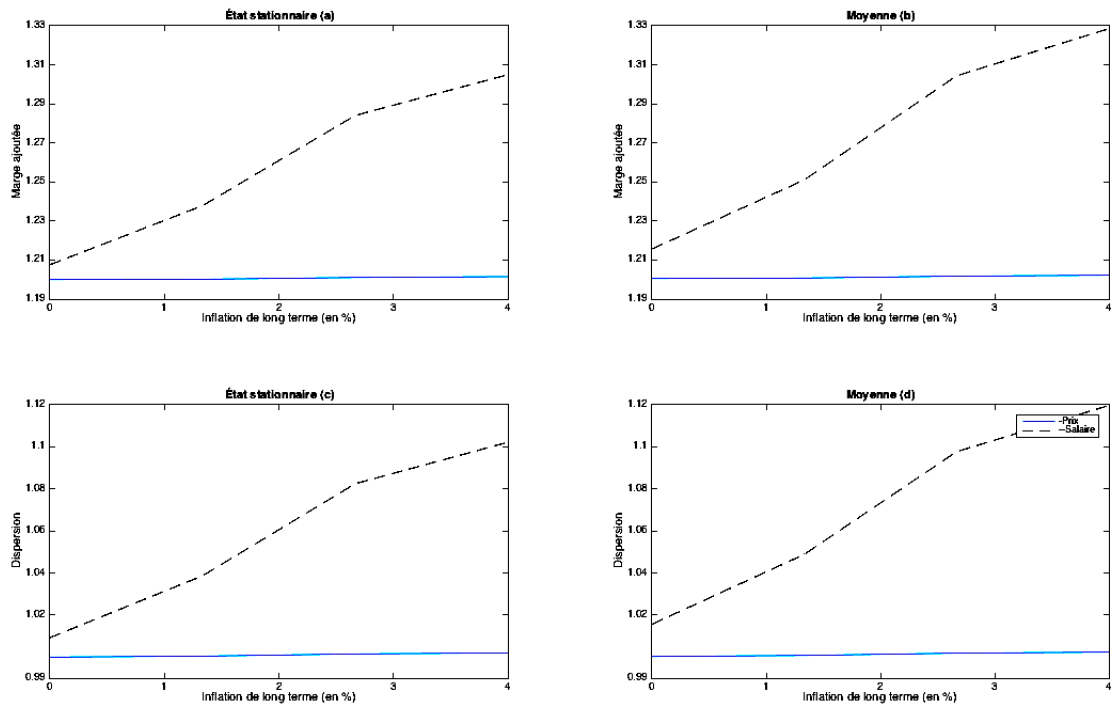 État stationnaire (a)
1.33
1.31
1.29
1.27
1.25
1.23
1.21
1.19
Marge ajoutée
0 1 2 3 4
Inflation de long terme (en %)
Moyenne (b)
1.33
1.31
1.29
1.27
1.25
1.23
1.21
1.19
Marge ajoutée
0 1 2 3 4
Inflation de long terme (en %)
État stationnaire (c)
1.12
1.1
1.08
1.06
1.04
1.02
0.99
Dispersion
0 1 2 3 4
Inflation de long terme (en %)
Moyenne (d)
1.12
1.1
1.08
1.06
1.04
1.02
0.99
Dispersion
-Prix
--Salaire
0 1 2 3 4
Inflation de long terme (en %)